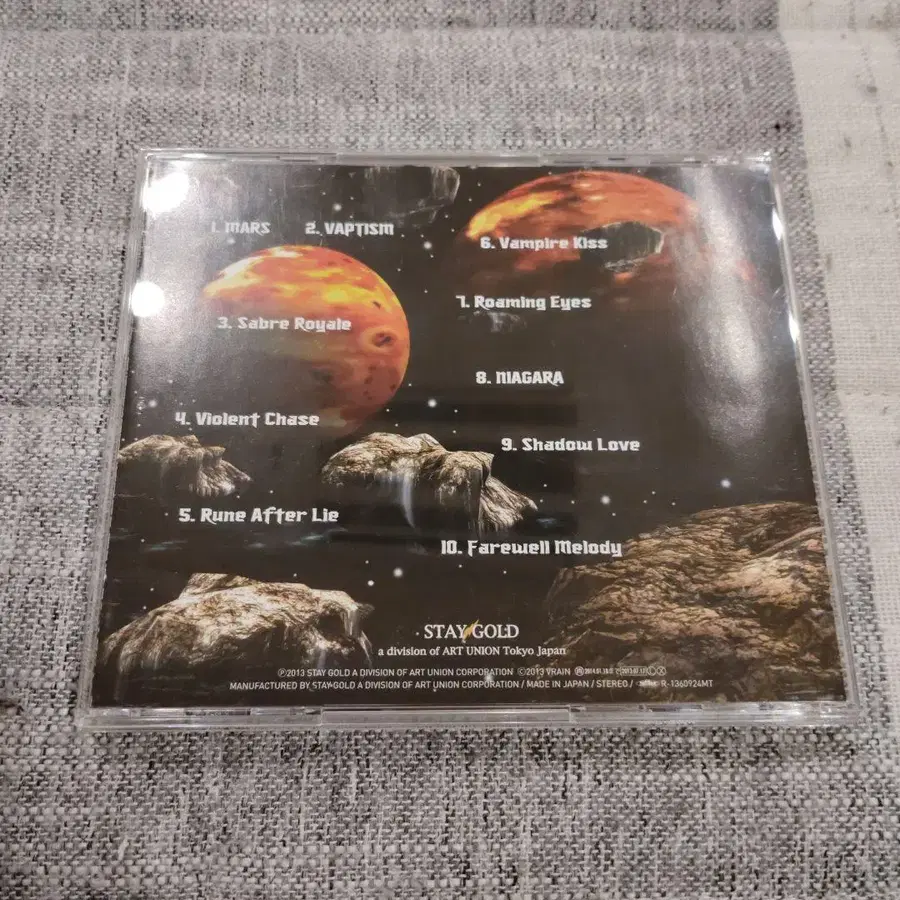 1. MARS
2. VAPTISM
3. Sabre Royale
4. Violent Chase
5. Rune After Lie
6. Vampire Kiss
7. Roaming Eyes
8. NIAGARA
9. Shadow Love
10. Farewell Melody
STAY GOLD
a division of ART UNION Tokyo Japan
Ⓟ2013 STAY GOLD A DIVISION OF ART UNION CORPORATION ©2013 VRAIN
MANUFACTURED BY STAY-GOLD A DIVISION OF ART UNION CORPORATION / MADE IN JAPAN / STEREO / R-1360924MT